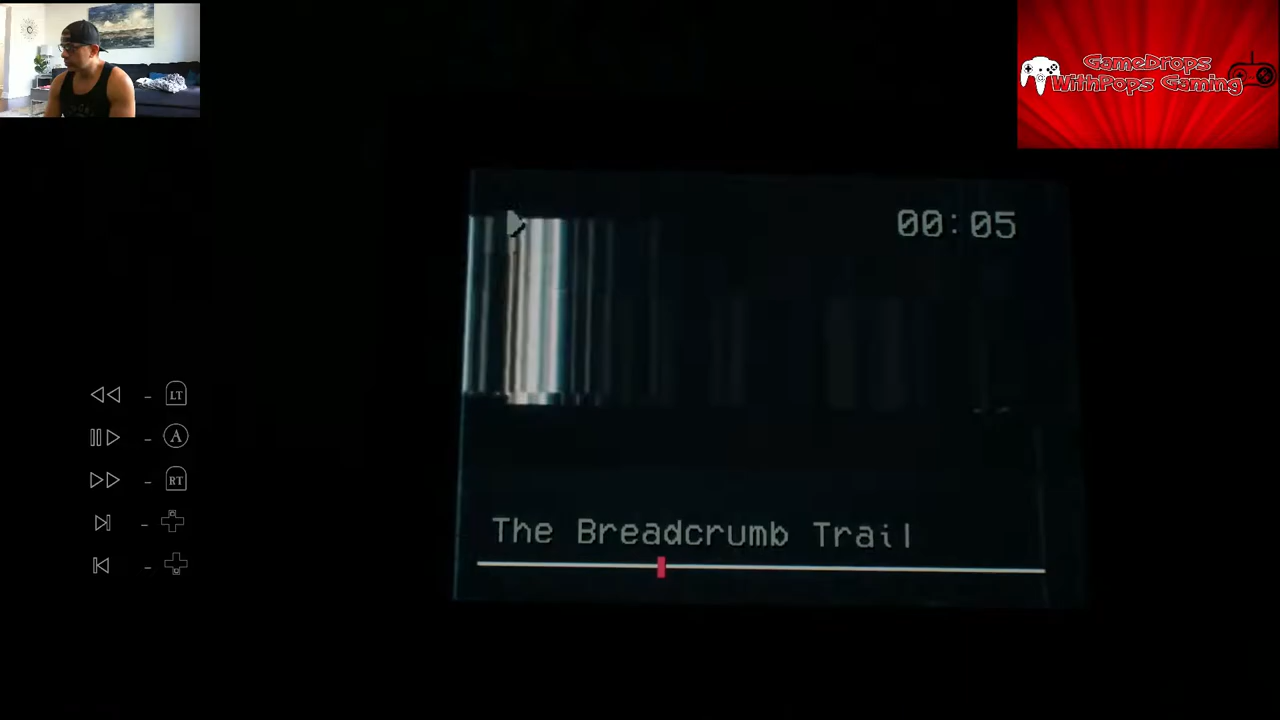 GameDrops
WithPops Gaming
00:05
LT
A
RT
The Breadcrumb Trail